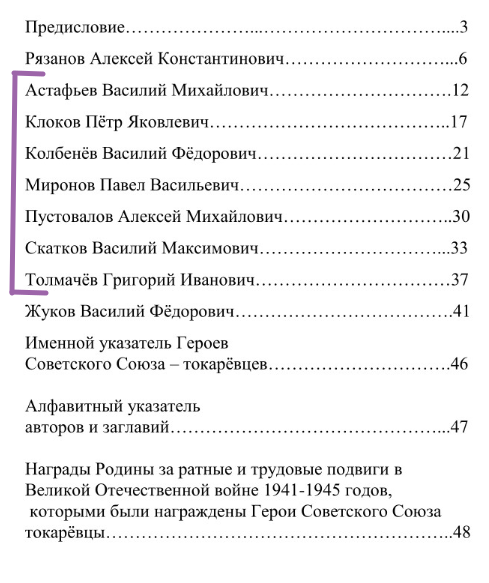 Предисловие……………………...………………………....3
Рязанов Алексей Константинович………………………...6
Астафьев Василий Михайлович…………………………12
Клоков Пётр Яковлевич…………………………………..17
Колбенёв Василий Фёдорович……………………………21
Миронов Павел Васильевич………………………………25
Пустовалов Алексей Михайлович………………………..30
Скатков Василий Максимович…………………………...33
Толмачёв Григорий Иванович……………………………37
Жуков Василий Фёдорович……………………………….41
Именной указатель Героев
Советского Союза – токарёвцев………………………….46
Алфавитный указатель
авторов и заглавий………………………………………...47
Награды Родины за ратные и трудовые подвиги в
Великой Отечественной войне 1941-1945 годов,
которыми были награждены Герои Советского Союза
токарёвцы…………………………………………………..48